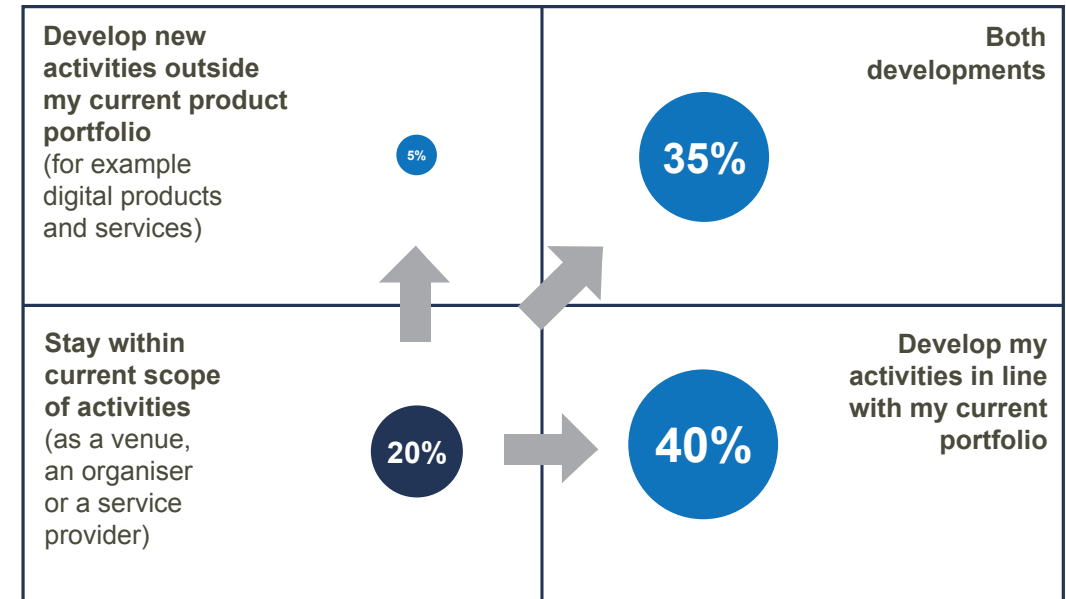 Develop new
activities outside
my current product
portfolio
(for example
digital products
and services)
5%
Both
developments
35%
Stay within
current scope
of activities
(as a venue,
an organiser
or a service
provider)
20%
Develop my
activities in line
with my current
portfolio
40%